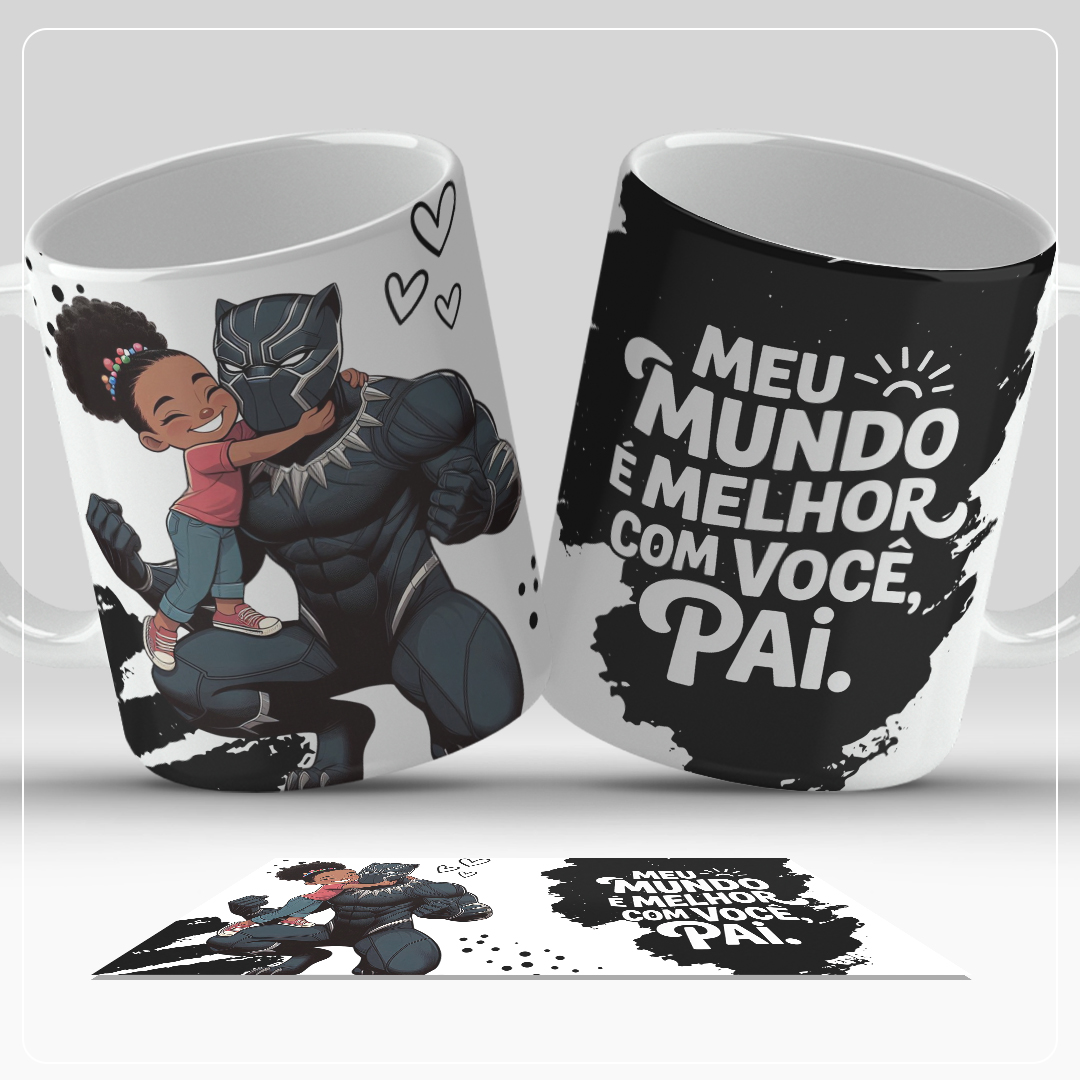 MEU
MUNDO
É MELHOR
COM VOCÊ,
PAi.
MEU
MUNDO
É MELHOR
COM VOCÊ,
PAi.